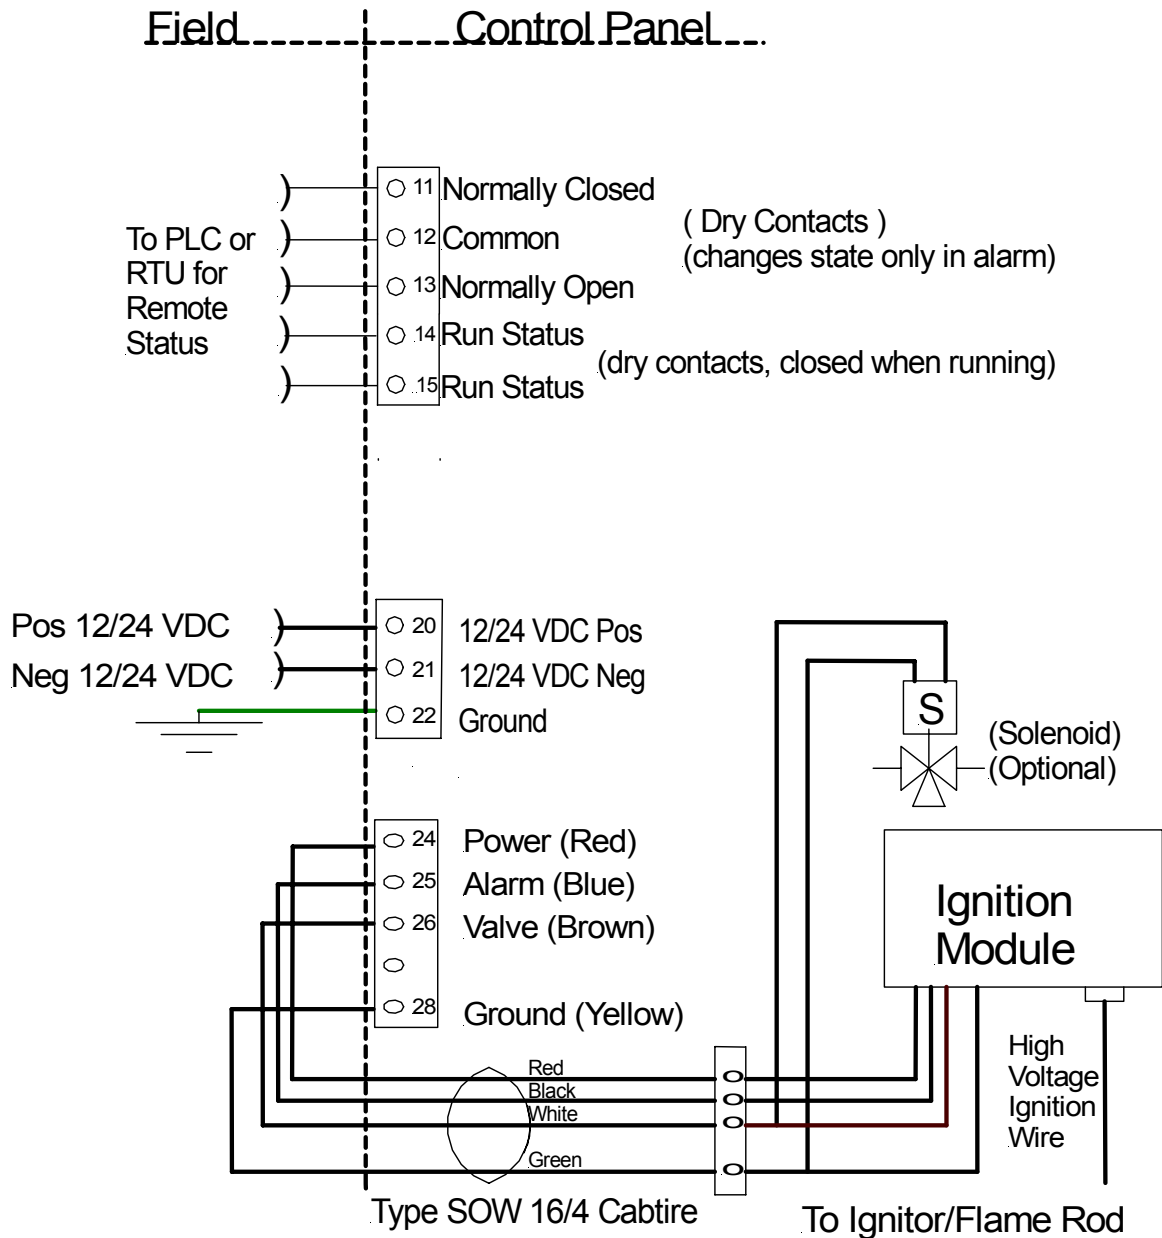 Field
Control Panel
11 Normally Closed
12 Common
13 Normally Open
14 Run Status
15 Run Status
To PLC or
RTU for
Remote
Status
( Dry Contacts )
(changes state only in alarm)
(dry contacts, closed when running)
Pos 12/24 VDC
Neg 12/24 VDC
20 12/24 VDC Pos
21 12/24 VDC Neg
22 Ground
S
(Solenoid)
(Optional)
24 Power (Red)
25 Alarm (Blue)
26 Valve (Brown)
28 Ground (Yellow)
Ignition
Module
Red
Black
White
Green
High
Voltage
Ignition
Wire
Type SOW 16/4 Cabtire
To Ignitor/Flame Rod